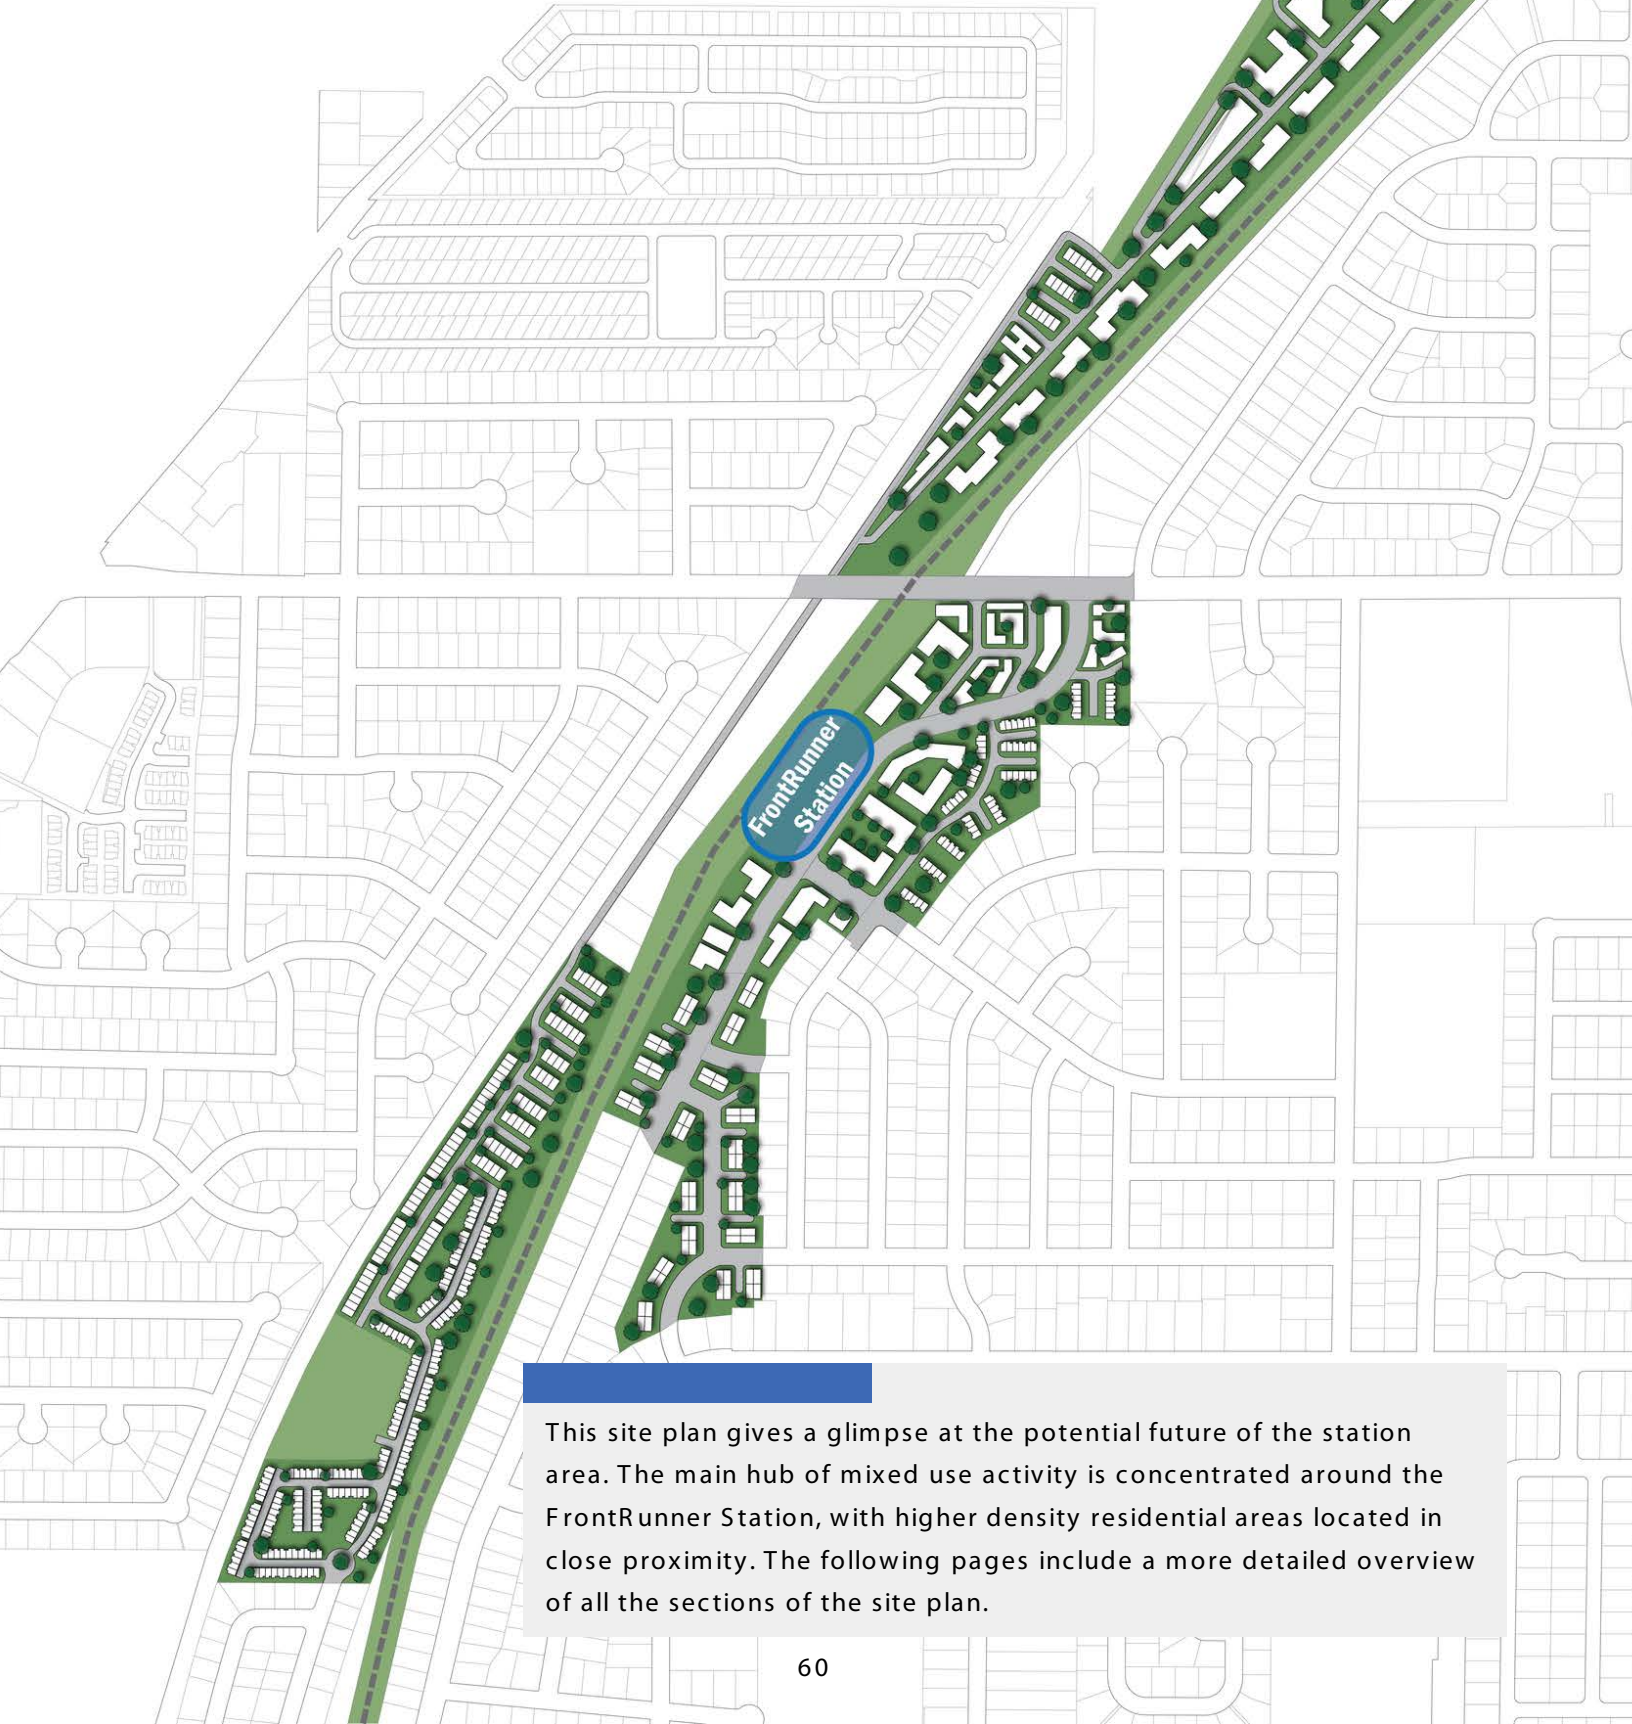 FrontRunner
Station
This site plan gives a glimpse at the potential future of the station
area. The main hub of mixed use activity is concentrated around the
FrontRunner Station, with higher density residential areas located in
close proximity. The following pages include a more detailed overview
of all the sections of the site plan.
60